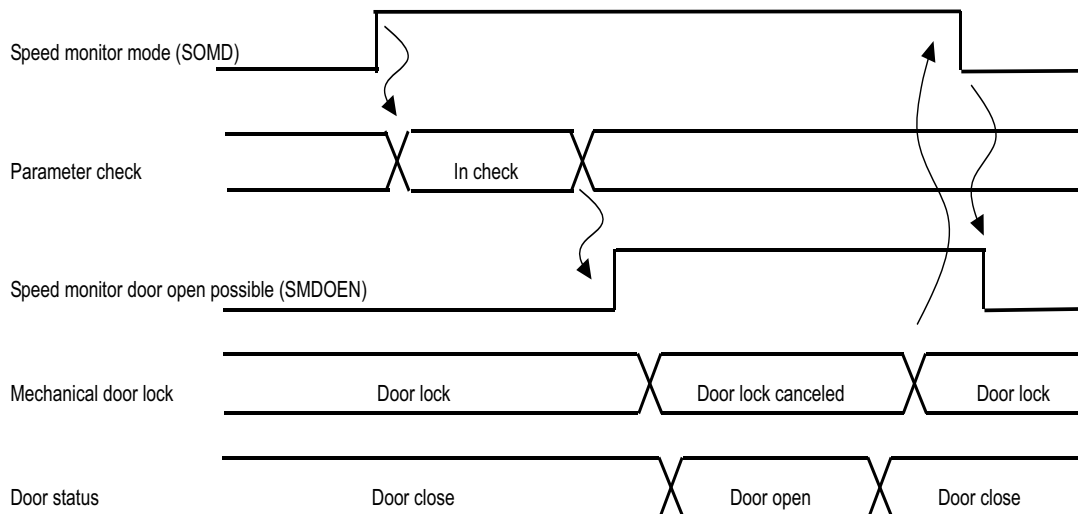 Speed monitor mode (SOMD)
Parameter check
In check
Speed monitor door open possible (SMDOEN)
Mechanical door lock
Door lock
Door lock canceled
Door lock
Door status
Door close
Door open
Door close